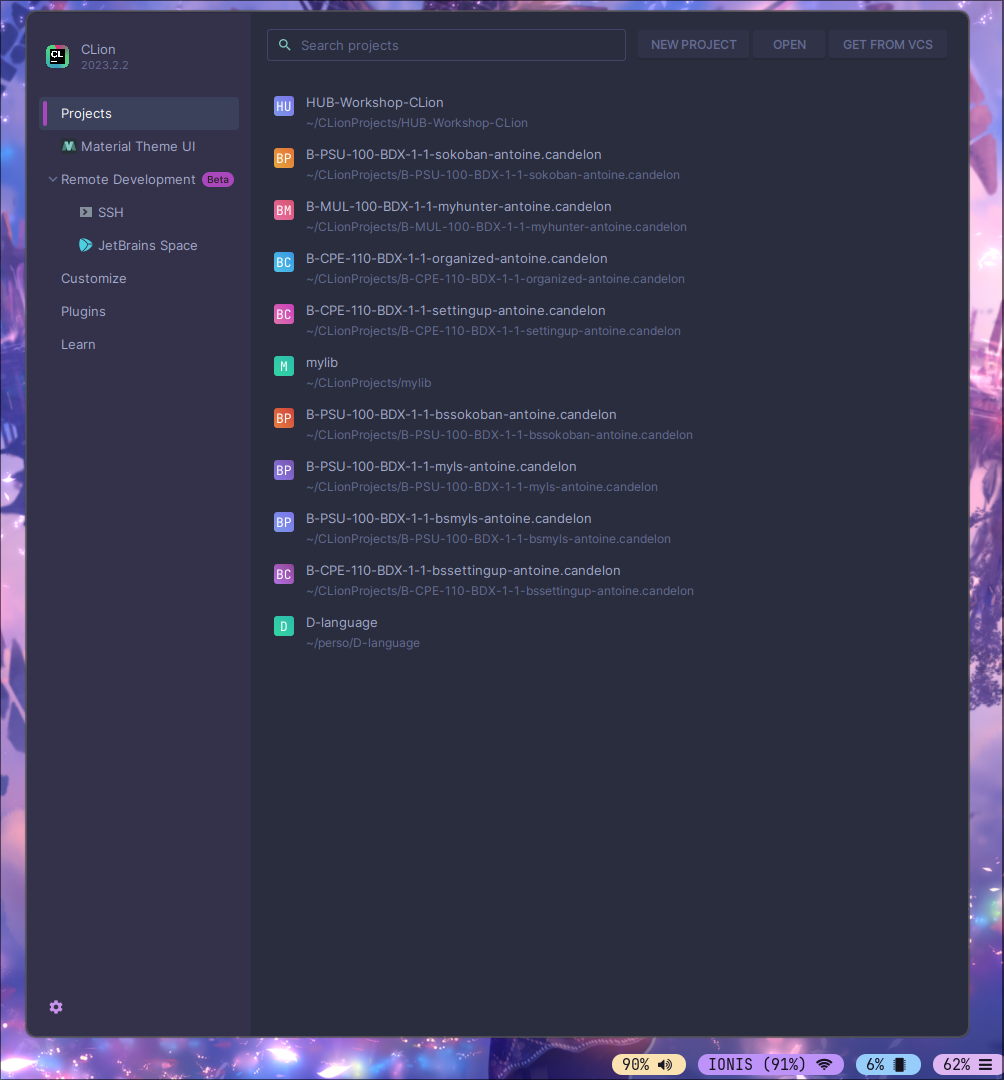 CLion
2023.2.2
Projects
Material Theme UI
Remote Development Beta
SSH
JetBrains Space
Customize
Plugins
Learn
Search projects
NEW PROJECT
OPEN
GET FROM VCS
HU HUB-Workshop-CLion
~/CLionProjects/HUB-Workshop-CLion
BP B-PSU-100-BDX-1-1-sokoban-antoine.candelon
~/CLionProjects/B-PSU-100-BDX-1-1-sokoban-antoine.candelon
BM B-MUL-100-BDX-1-1-myhunter-antoine.candelon
~/CLionProjects/B-MUL-100-BDX-1-1-myhunter-antoine.candelon
BC B-CPE-110-BDX-1-1-organized-antoine.candelon
~/CLionProjects/B-CPE-110-BDX-1-1-organized-antoine.candelon
BC B-CPE-110-BDX-1-1-settingup-antoine.candelon
~/CLionProjects/B-CPE-110-BDX-1-1-settingup-antoine.candelon
M mylib
~/CLionProjects/mylib
BP B-PSU-100-BDX-1-1-bssokoban-antoine.candelon
~/CLionProjects/B-PSU-100-BDX-1-1-bssokoban-antoine.candelon
BP B-PSU-100-BDX-1-1-myls-antoine.candelon
~/CLionProjects/B-PSU-100-BDX-1-1-myls-antoine.candelon
BP B-PSU-100-BDX-1-1-bsmyls-antoine.candelon
~/CLionProjects/B-PSU-100-BDX-1-1-bsmyls-antoine.candelon
BC B-CPE-110-BDX-1-1-bssettingup-antoine.candelon
~/CLionProjects/B-CPE-110-BDX-1-1-bssettingup-antoine.candelon
D D-language
~/perso/D-language
90%
IONIS (91%)
6%
62%